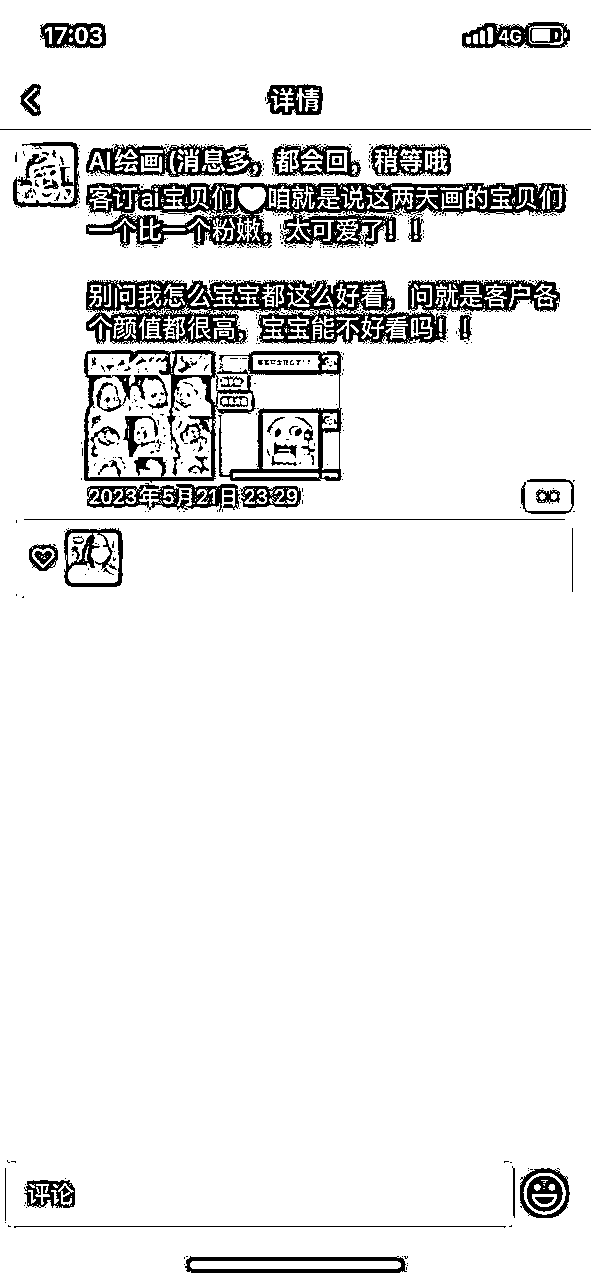 17:03
4G
详情
AI绘画(消息多，都会回，稍等哦
客订ai宝贝们🤍咱就是说这两天画的宝贝们
一个比一个粉嫩，太可爱了！！
别问我怎么宝宝都这么好看，问就是客户各
个颜值都很高，宝宝能不好看吗！！
2023年5月21日 23:29
评论